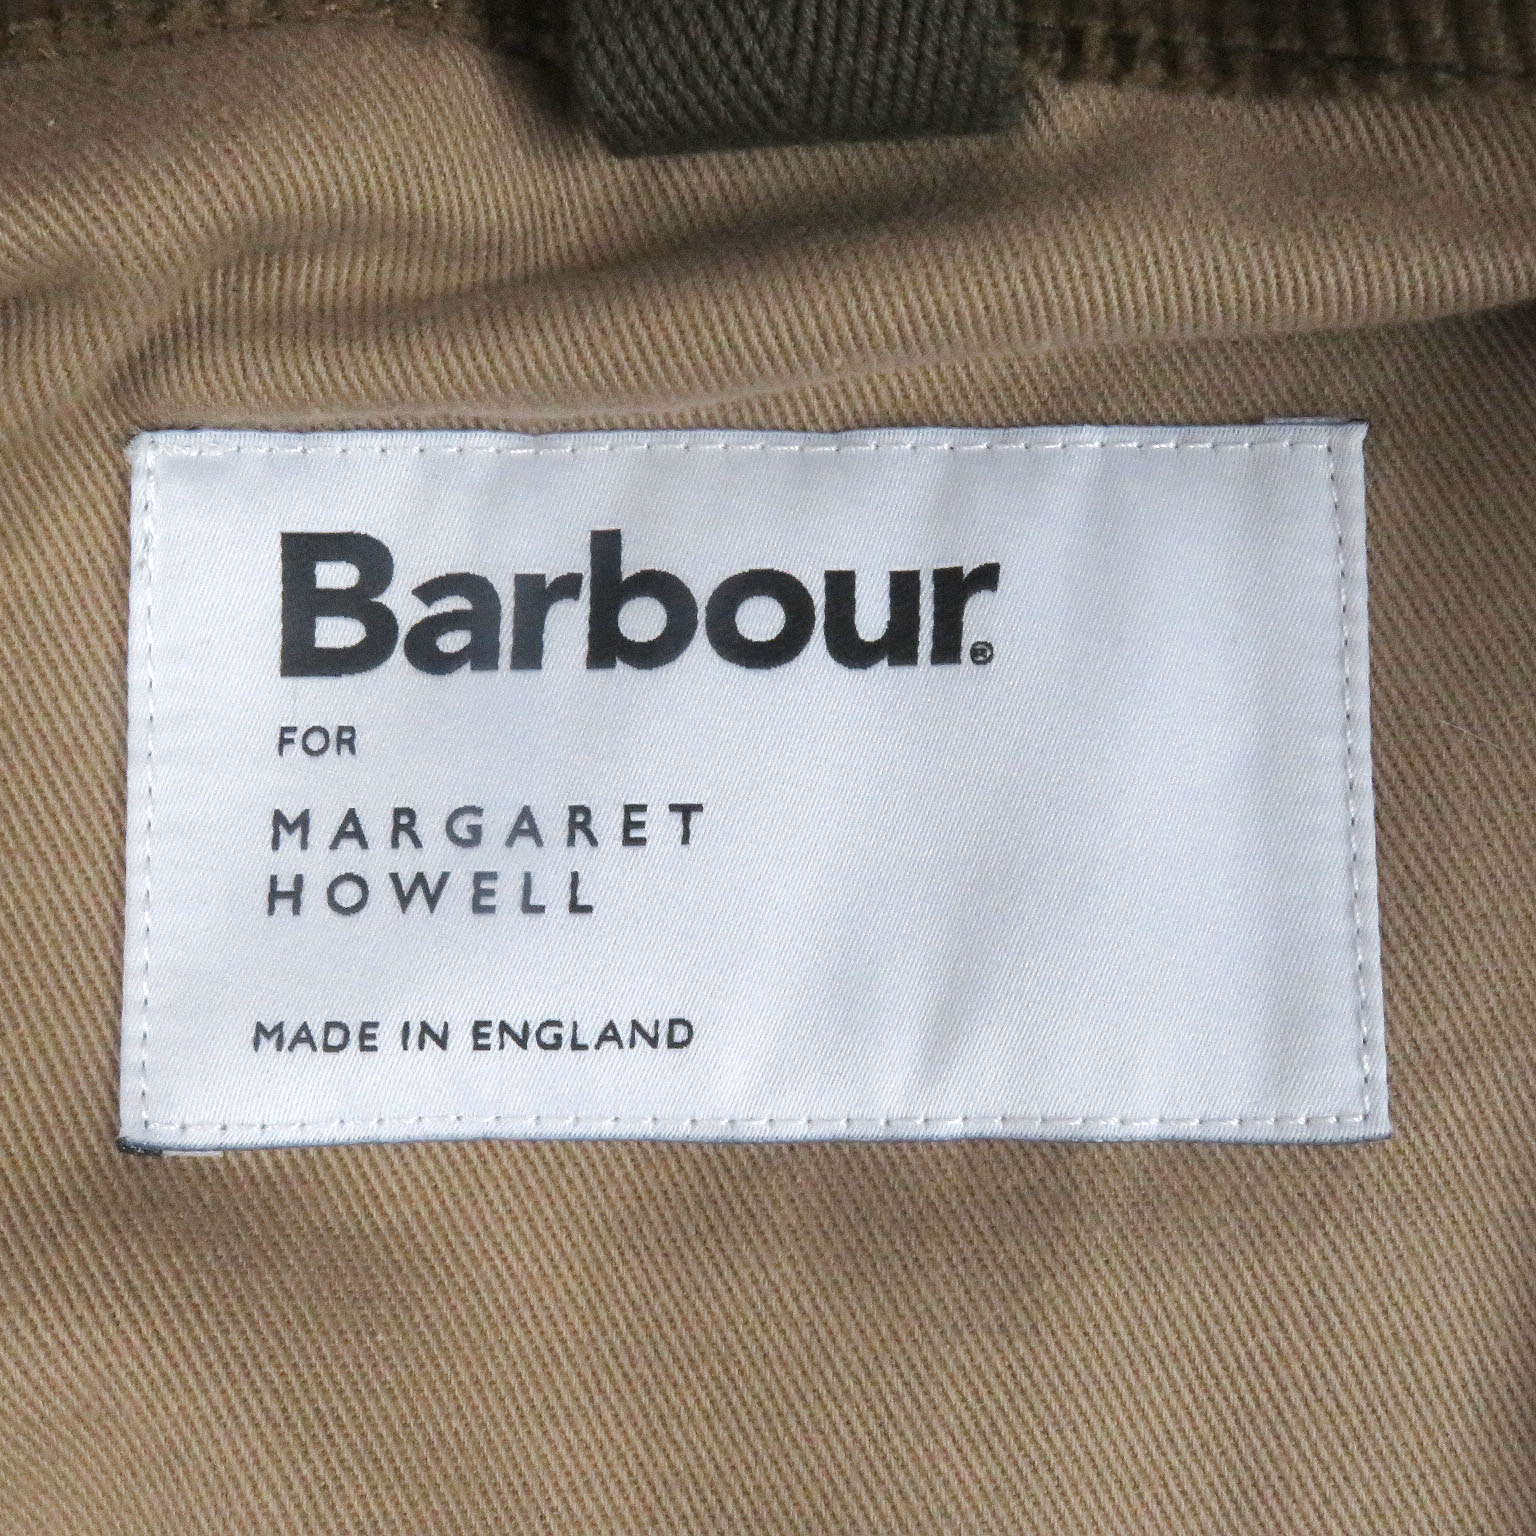 Barbour®
FOR
MARGARET
HOWELL
MADE IN ENGLAND